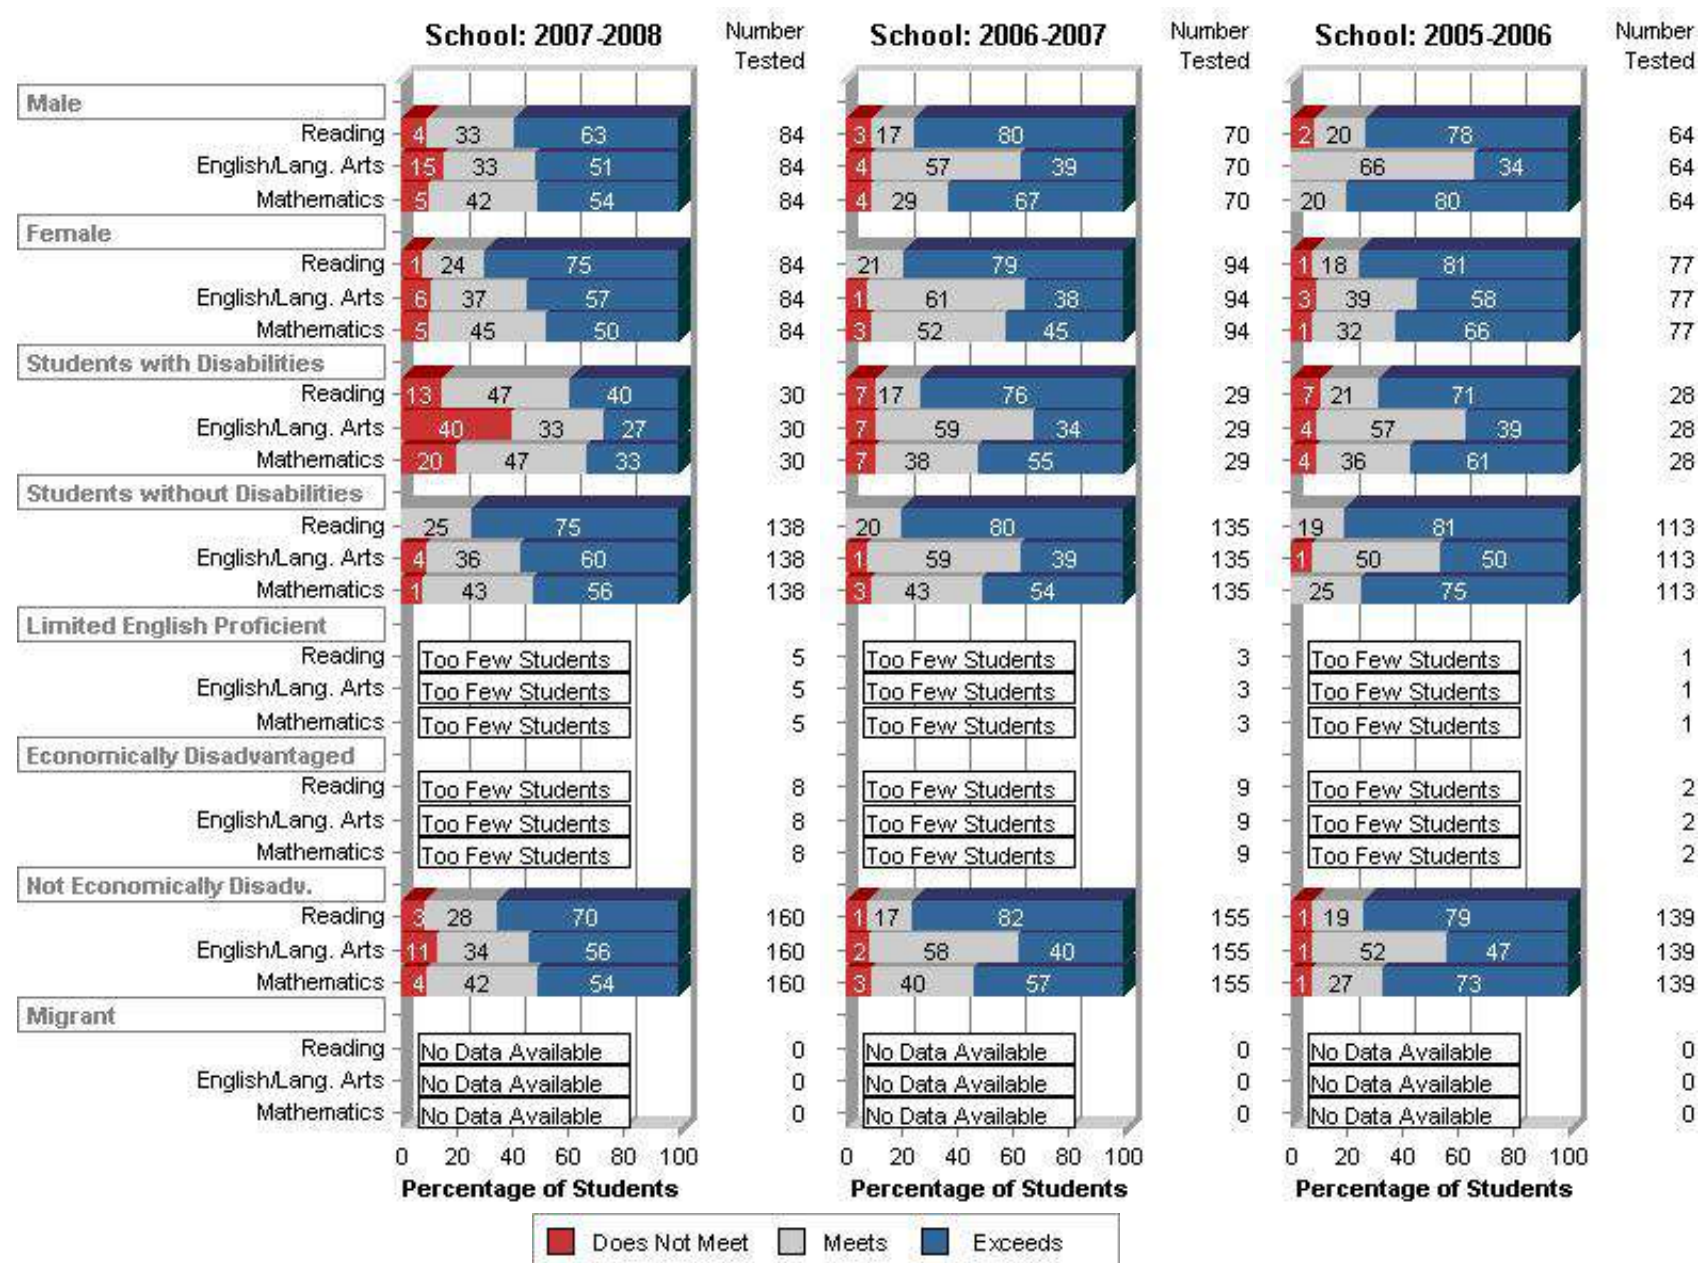 School: 2007-2008 Number Tested School: 2006-2007 Number Tested School: 2005-2006 Number Tested
Male
Reading 4 33 63 84 3 17 80 70 2 20 78 64
English/Lang. Arts 15 33 51 84 4 57 39 70 66 34 64
Mathematics 5 42 54 84 4 29 67 70 20 80 64
Female
Reading 1 24 75 84 21 79 94 1 18 81 77
English/Lang. Arts 6 37 57 84 1 61 38 94 3 39 58 77
Mathematics 5 45 50 84 3 52 45 94 1 32 66 77
Students with Disabilities
Reading 13 47 40 30 7 17 76 29 7 21 71 28
English/Lang. Arts 40 33 27 30 7 59 34 29 4 57 39 28
Mathematics 20 47 33 30 7 38 55 29 4 36 61 28
Students without Disabilities
Reading 25 75 138 20 80 135 19 81 113
English/Lang. Arts 4 36 60 138 1 59 39 135 1 50 50 113
Mathematics 1 43 56 138 3 43 54 135 25 75 113
Limited English Proficient
Reading Too Few Students 5 Too Few Students 3 Too Few Students 1
English/Lang. Arts Too Few Students 5 Too Few Students 3 Too Few Students 1
Mathematics Too Few Students 5 Too Few Students 3 Too Few Students 1
Economically Disadvantaged
Reading Too Few Students 8 Too Few Students 9 Too Few Students 2
English/Lang. Arts Too Few Students 8 Too Few Students 9 Too Few Students 2
Mathematics Too Few Students 8 Too Few Students 9 Too Few Students 2
Not Economically Disadv.
Reading 3 28 70 160 1 17 82 155 1 19 79 139
English/Lang. Arts 11 34 56 160 2 58 40 155 1 52 47 139
Mathematics 4 42 54 160 3 40 57 155 1 27 73 139
Migrant
Reading No Data Available 0 No Data Available 0 No Data Available 0
English/Lang. Arts No Data Available 0 No Data Available 0 No Data Available 0
Mathematics No Data Available 0 No Data Available 0 No Data Available 0
0 20 40 60 80 100 0 20 40 60 80 100 0 20 40 60 80 100
Percentage of Students Percentage of Students Percentage of Students
Does Not Meet Meets Exceeds